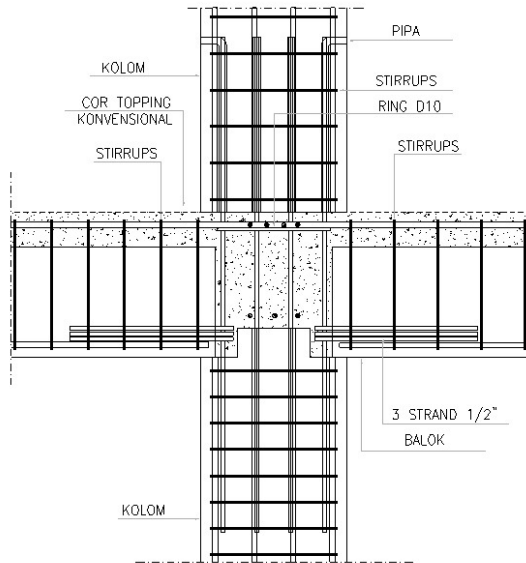 PIPA
KOLOM
STIRRUPS
COR TOPPING
KONVENSIONAL
RING D10
STIRRUPS
STIRRUPS
3 STRAND 1/2"
BALOK
KOLOM